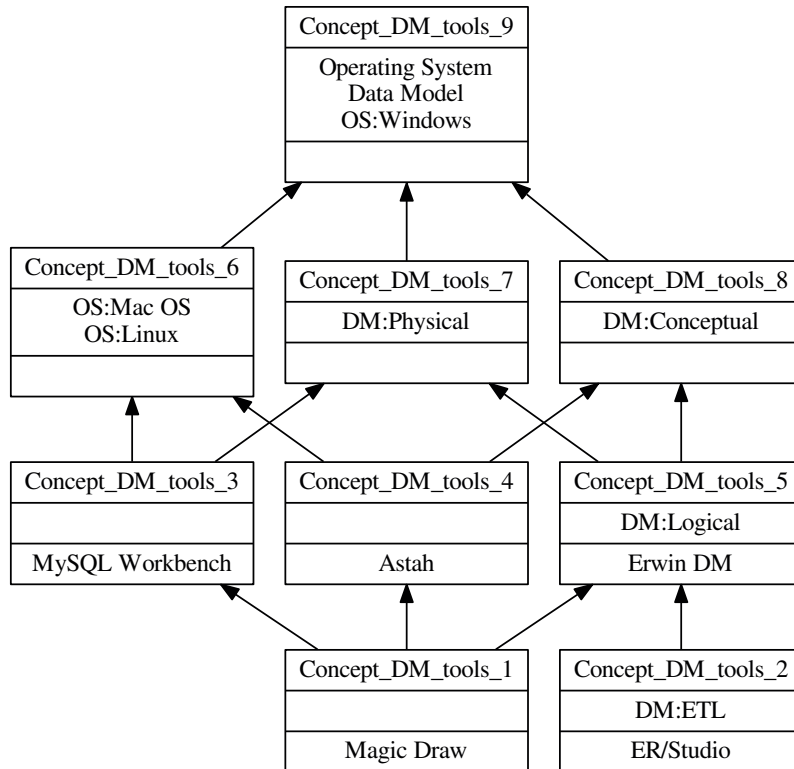 Concept_DM_tools_9
Operating System
Data Model
OS:Windows
Concept_DM_tools_6
OS:Mac OS
OS:Linux
Concept_DM_tools_7
DM:Physical
Concept_DM_tools_8
DM:Conceptual
Concept_DM_tools_3
MySQL Workbench
Concept_DM_tools_4
Astah
Concept_DM_tools_5
DM:Logical
Erwin DM
Concept_DM_tools_1
Magic Draw
Concept_DM_tools_2
DM:ETL
ER/Studio